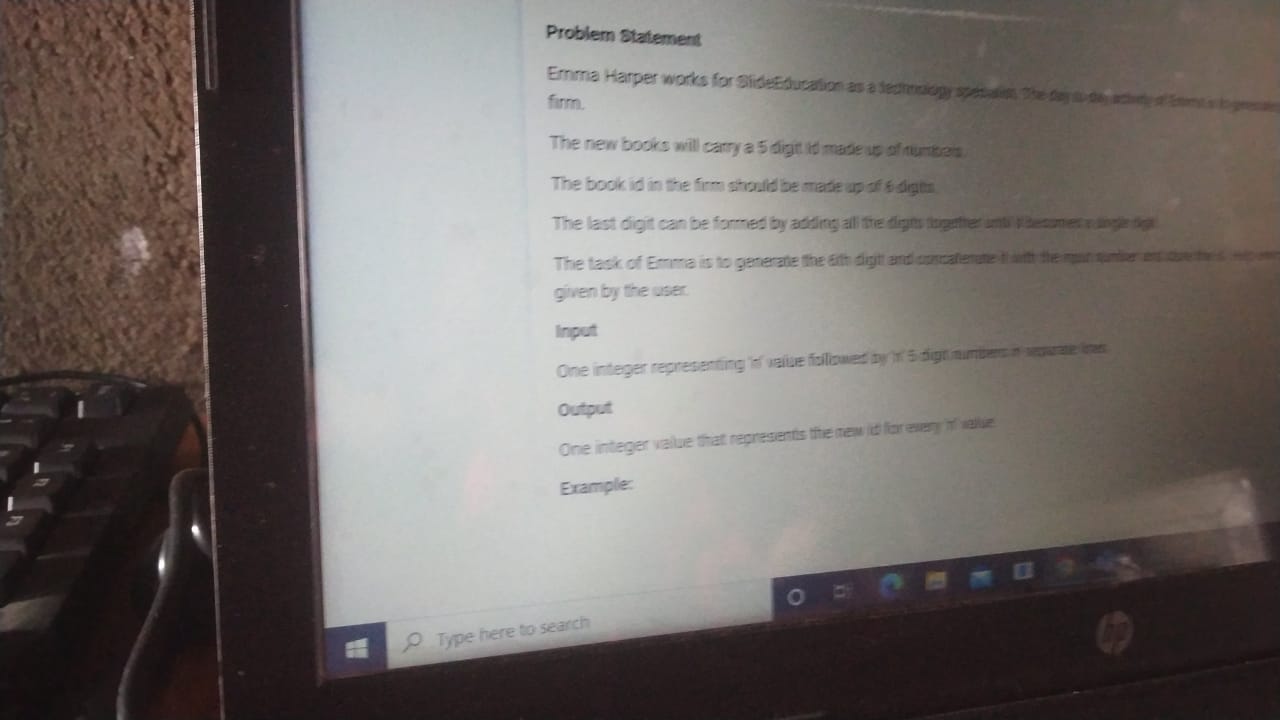 Problem Statement
Emma Harper works for SlideEducation as a technology specialist. The day to day activity of Emma is to generate
firm.
The new books will carry a 5 digit id made up of numbers.
The book id in the firm should be made up of 6 digits.
The last digit can be formed by adding all the digits together until it becomes a single digit.
The task of Emma is to generate the 6th digit and concatenate it with the input number and
given by the user.
Input
One integer representing 'n' value followed by 'n' 5 digit numbers in separate lines.
Output
One integer value that represents the new id for every 'n' value.
Example:
Type here to search
hp